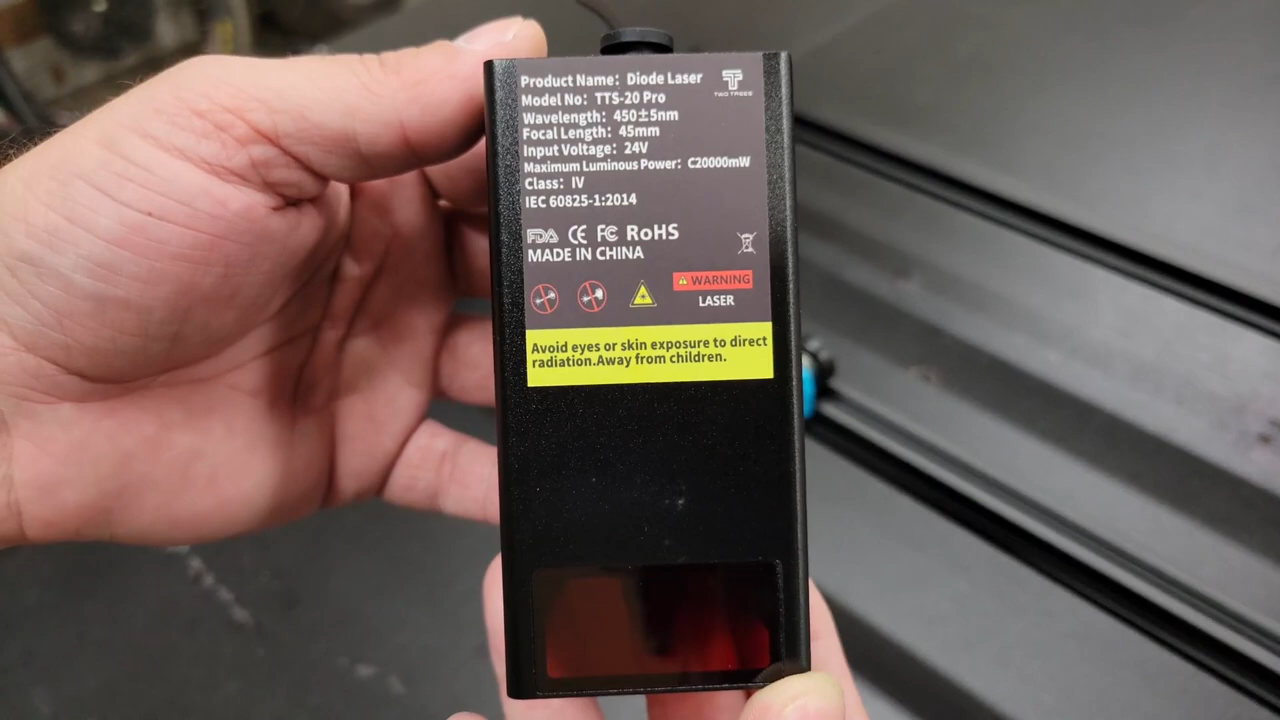 Product Name: Diode Laser
TWO TREES
Model No: TTS-20 Pro
Wavelength: 450±5nm
Focal Length: 45mm
Input Voltage: 24V
Maximum Luminous Power: C20000mW
Class: IV
IEC 60825-1:2014
FDA CE FC RoHS
MADE IN CHINA
WARNING
LASER
Avoid eyes or skin exposure to direct
radiation.Away from children.